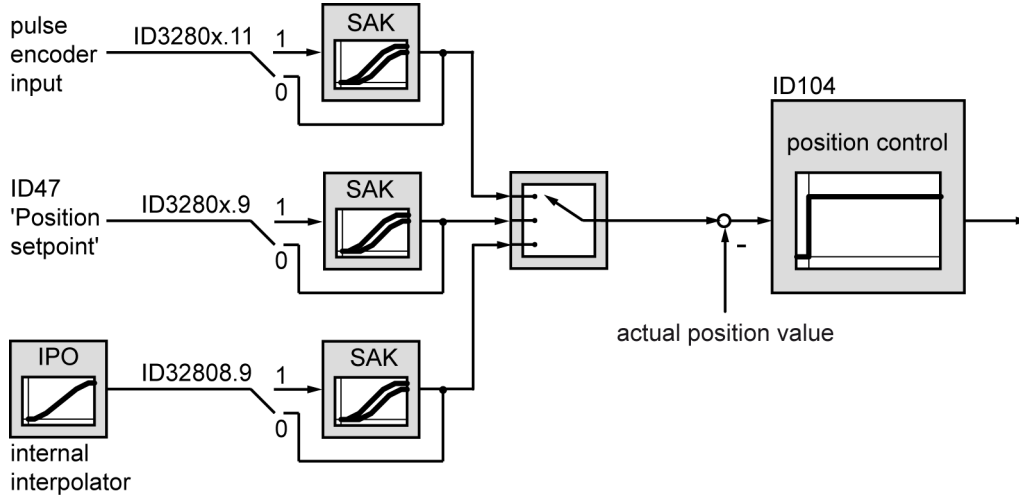 pulse
encoder
input
ID3280x.11
1
0
SAK
ID47
'Position
setpoint'
ID3280x.9
1
0
SAK
IPO
internal
interpolator
ID32808.9
1
0
SAK
ID104
position control
-
actual position value